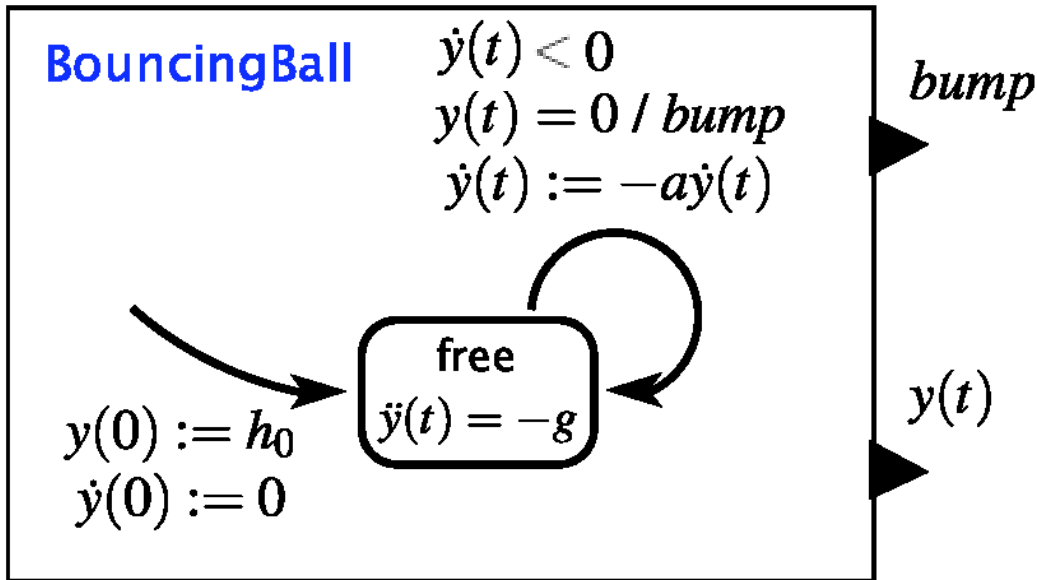 BouncingBall
ẏ(t) < 0
y(t) = 0 / bump
ẏ(t) := −aẏ(t)
bump
free
ÿ(t) = −g
y(t)
y(0) := h₀
ẏ(0) := 0